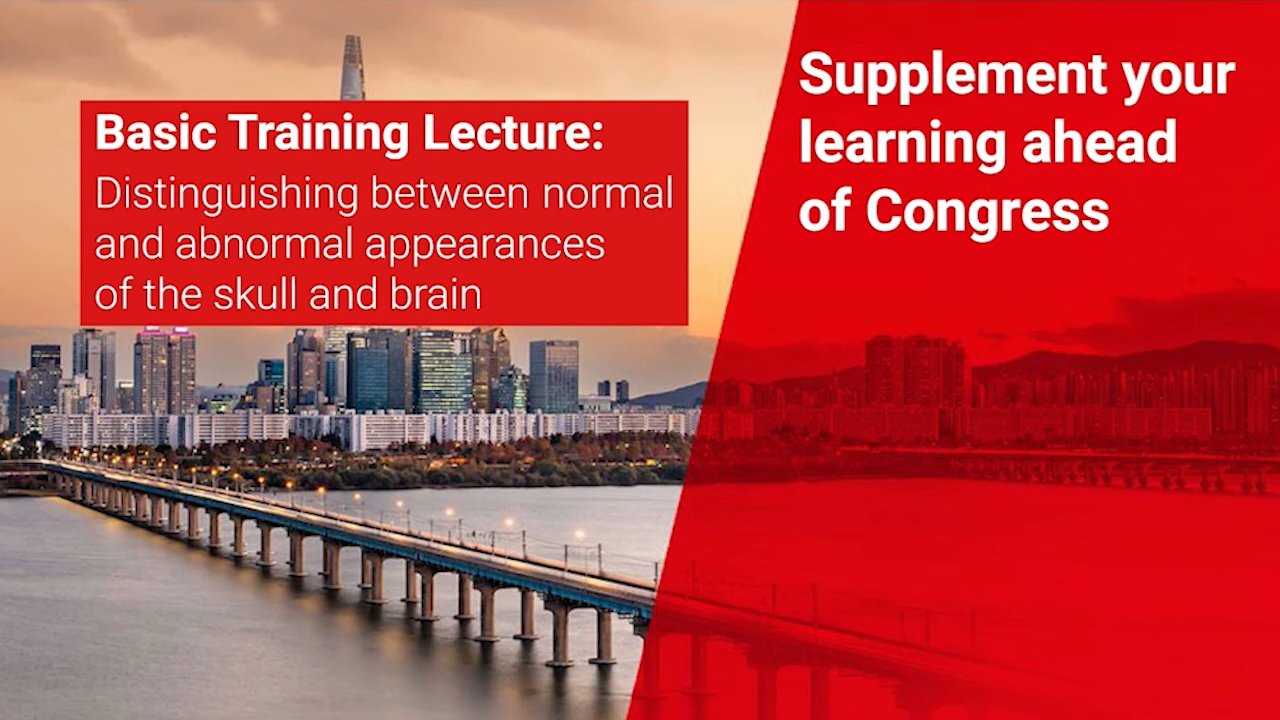 Basic Training Lecture:
Distinguishing between normal
and abnormal appearances
of the skull and brain
Supplement your
learning ahead
of Congress